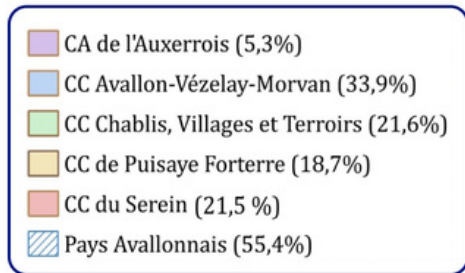 CA de l'Auxerrois (5,3%)
CC Avallon-Vézelay-Morvan (33,9%)
CC Chablis, Villages et Terroirs (21,6%)
CC de Puisaye Forterre (18,7%)
CC du Serein (21,5 %)
Pays Avallonnais (55,4%)